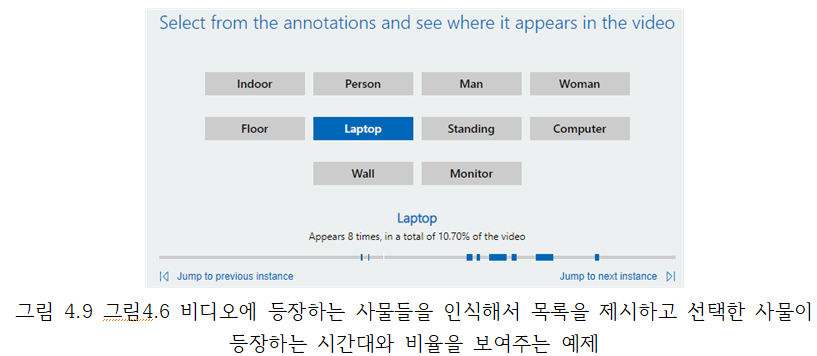 Select from the annotations and see where it appears in the video
Indoor Person Man Woman
Floor Laptop Standing Computer
Wall Monitor
Laptop
Appears 8 times, in a total of 10.70% of the video
Jump to previous instance Jump to next instance
그림 4.9 그림4.6 비디오에 등장하는 사물들을 인식해서 목록을 제시하고 선택한 사물이
등장하는 시간대와 비율을 보여주는 예제